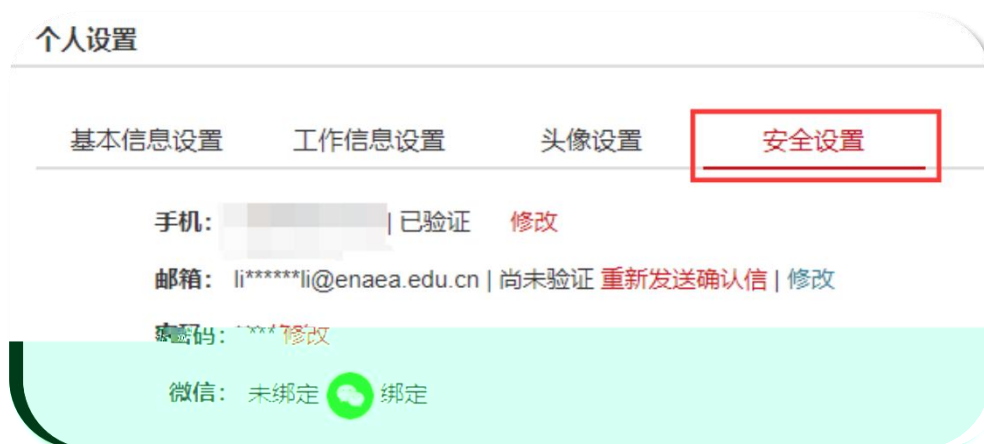 个人设置
基本信息设置 工作信息设置 头像设置 安全设置
手机: | 已验证 修改
邮箱: li******li@enaea.edu.cn | 尚未验证 重新发送确认信 | 修改
密码: **** 修改
微信: 未绑定 绑定